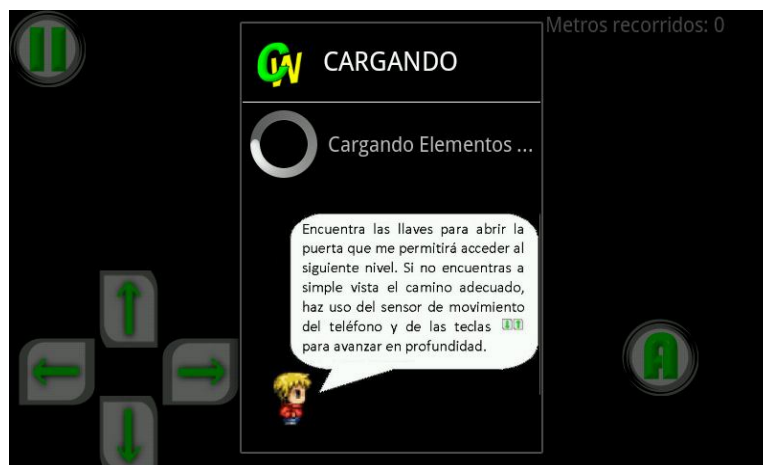 Metros recorridos: 0
CW CARGANDO
Cargando Elementos ...
Encuentra las llaves para abrir la
puerta que me permitirá acceder al
siguiente nivel. Si no encuentras a
simple vista el camino adecuado,
haz uso del sensor de movimiento
del teléfono y de las teclas
para avanzar en profundidad.
A